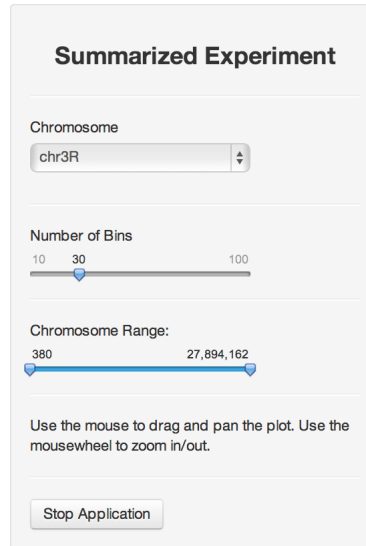 Summarized Experiment
Chromosome
chr3R
Number of Bins
10 30 100
Chromosome Range:
380 27,894,162
Use the mouse to drag and pan the plot. Use the
mousewheel to zoom in/out.
Stop Application